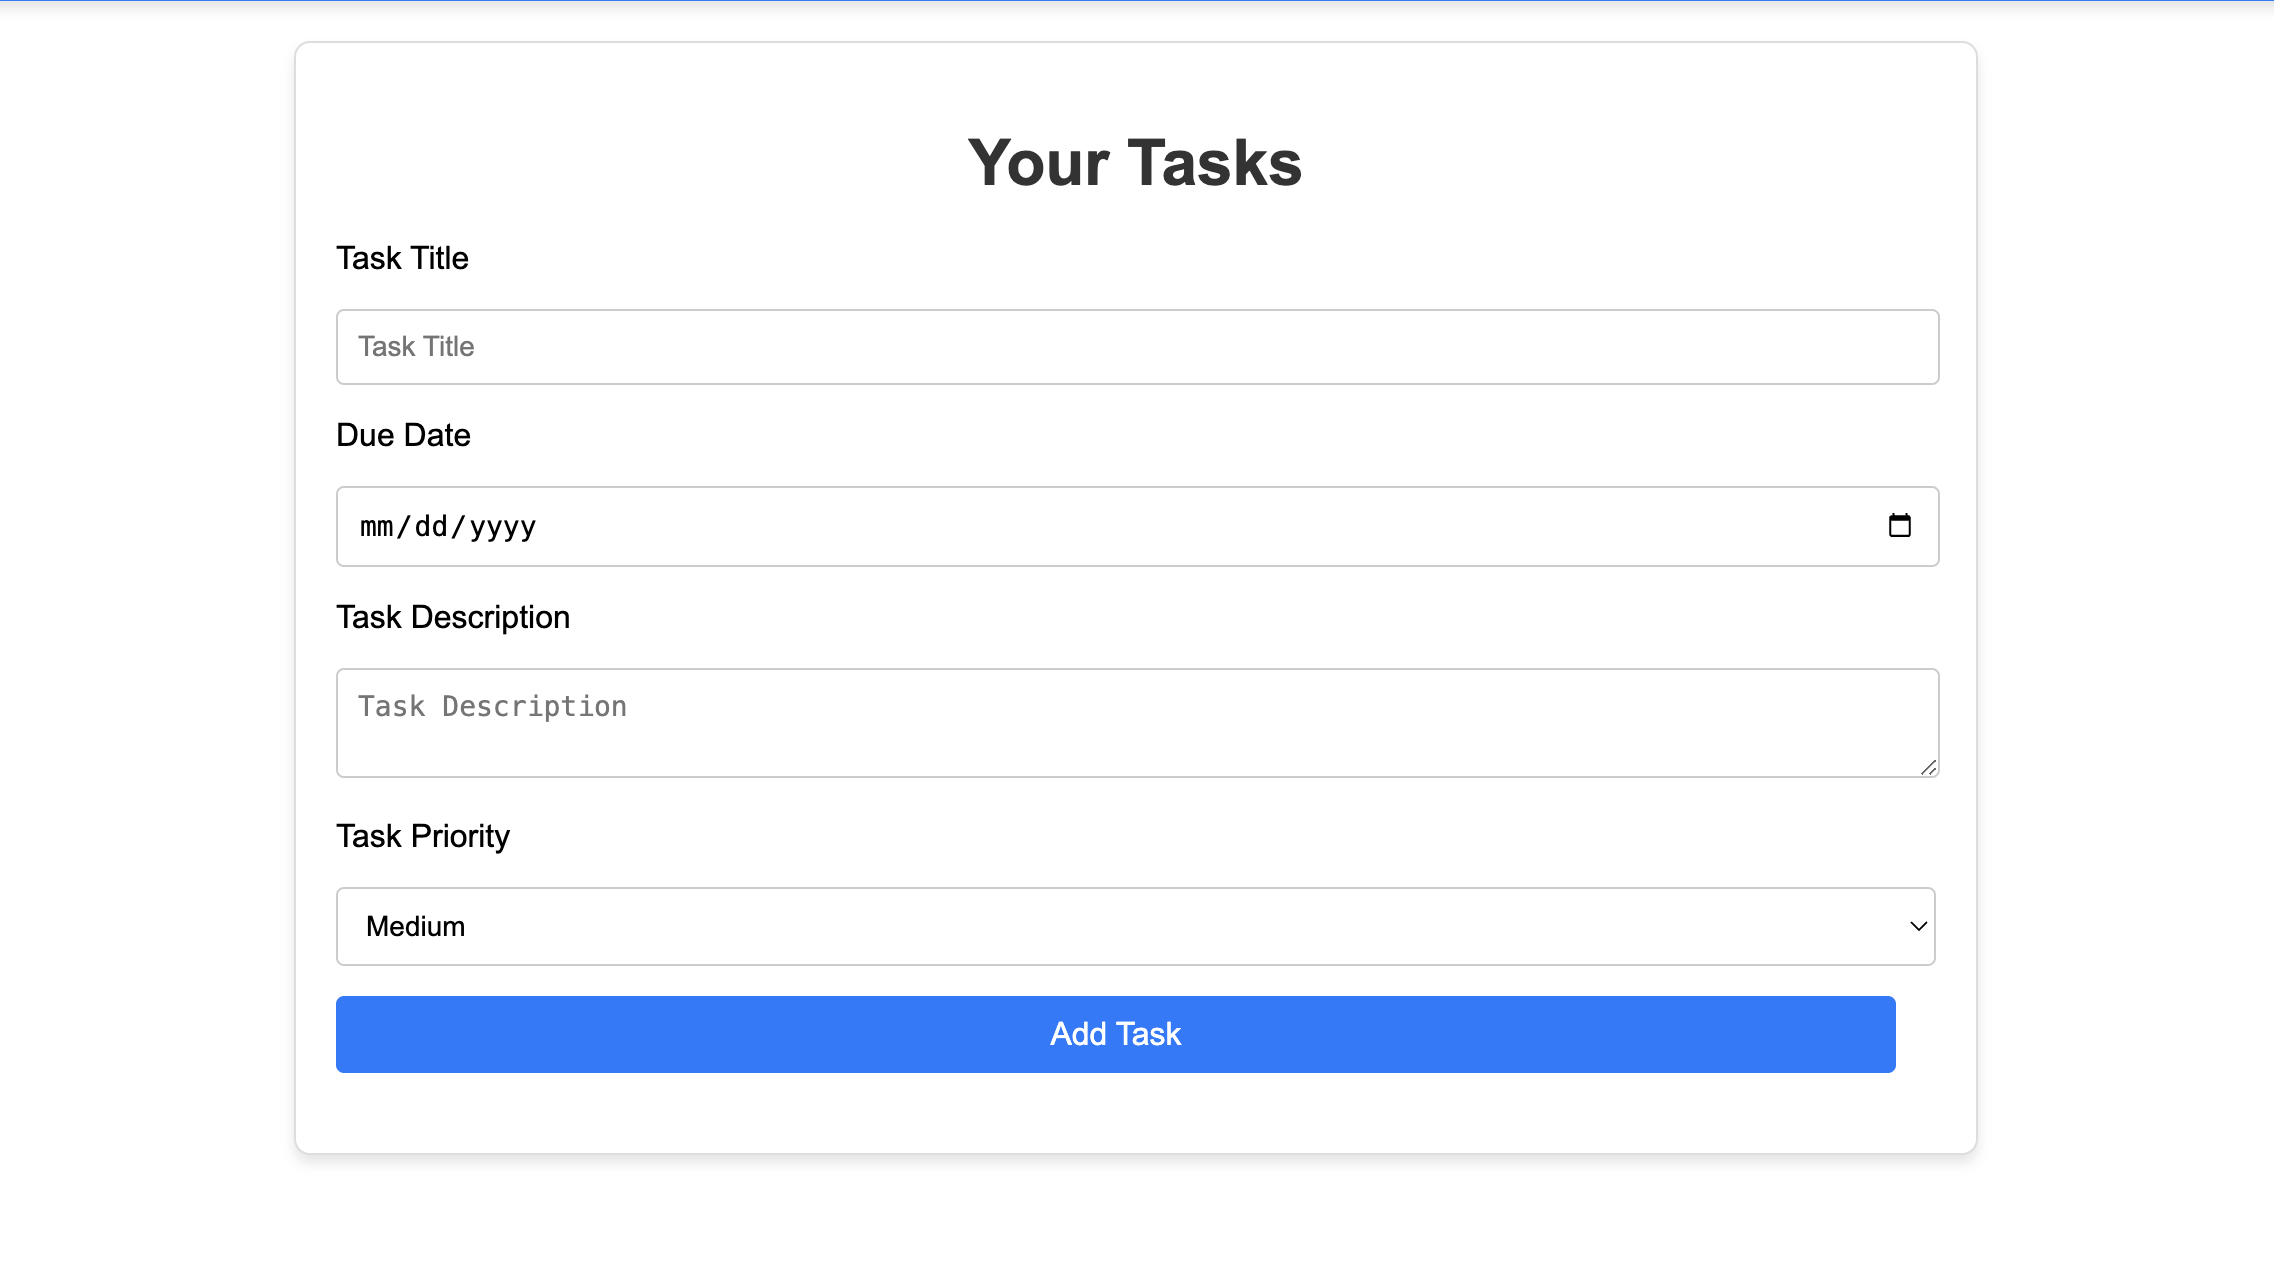 Your Tasks
Task Title
Task Title
Due Date
mm/dd/yyyy
Task Description
Task Description
Task Priority
Medium
Add Task